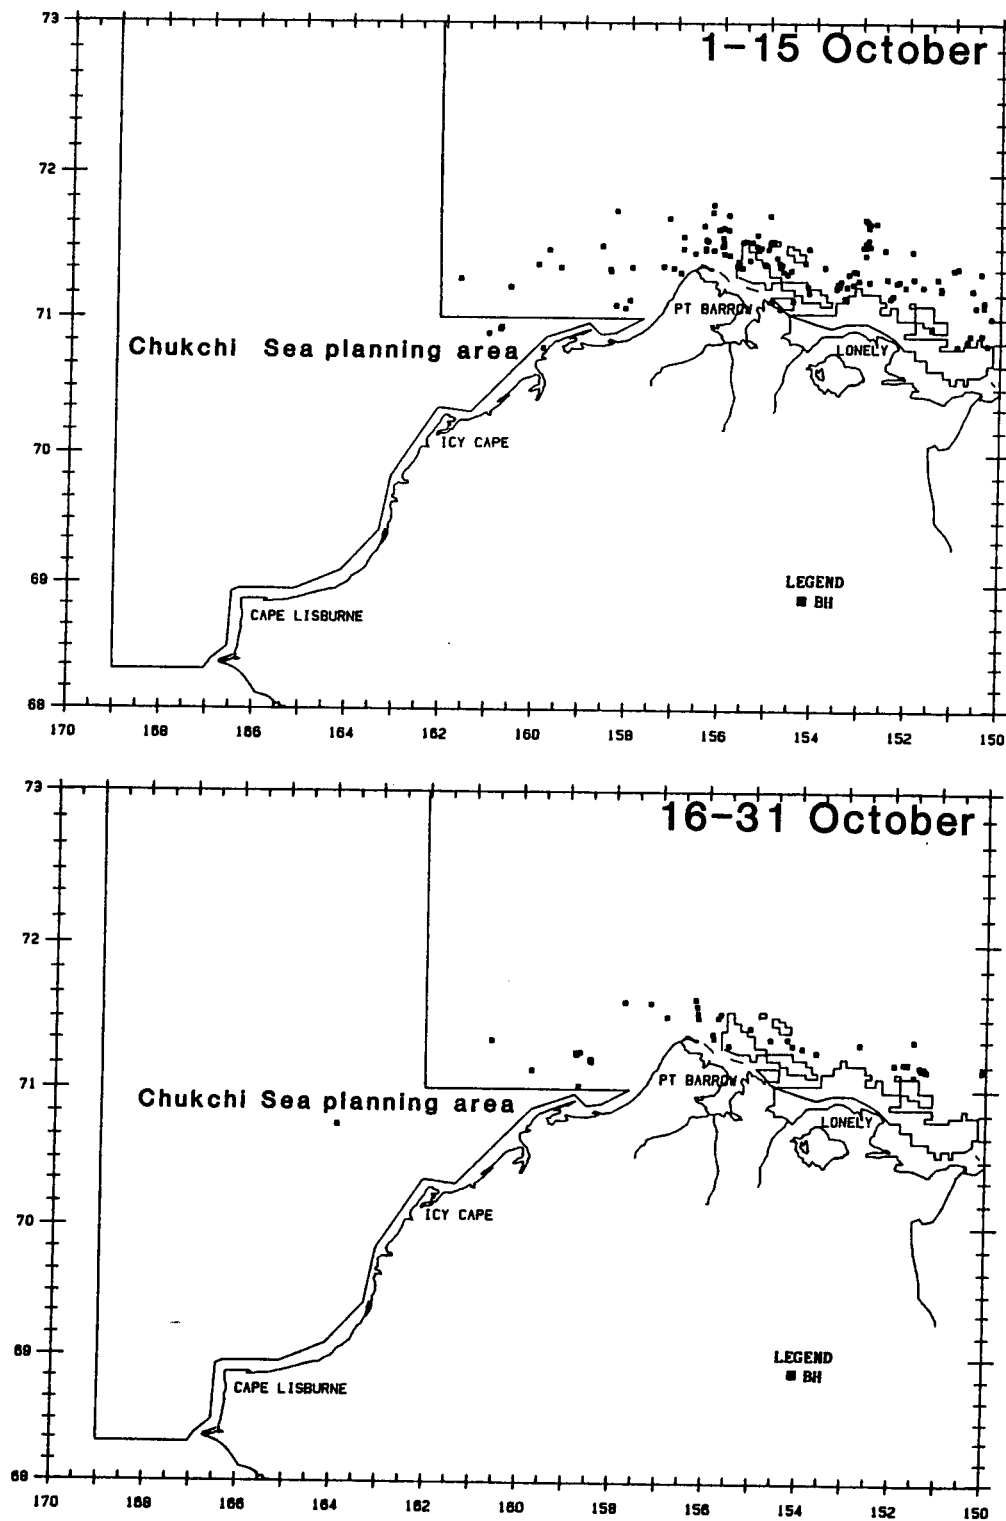 73
1-15 October
72
71
PT BARROW
Chukchi Sea planning area
LONELY
ICY CAPE
70
69
LEGEND
BH
CAPE LISBURNE
68
170 168 166 164 162 160 158 156 154 152 150
73
16-31 October
72
71
PT BARROW
Chukchi Sea planning area
LONELY
ICY CAPE
70
69
LEGEND
BH
CAPE LISBURNE
68
170 168 166 164 162 160 158 156 154 152 150